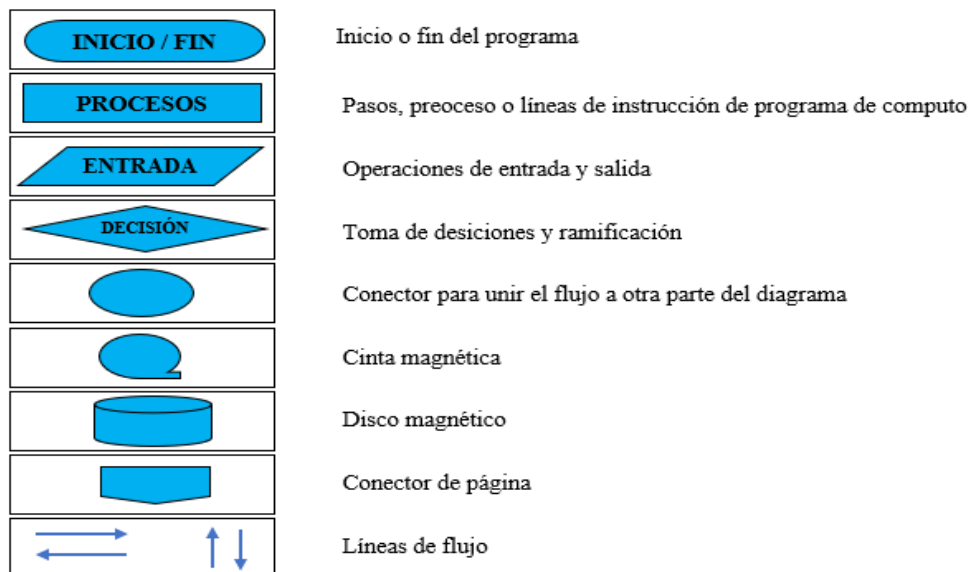 INICIO / FIN
Inicio o fin del programa
PROCESOS
Pasos, preoceso o líneas de instrucción de programa de computo
ENTRADA
Operaciones de entrada y salida
DECISIÓN
Toma de desiciones y ramificación
Conector para unir el flujo a otra parte del diagrama
Cinta magnética
Disco magnético
Conector de página
Líneas de flujo